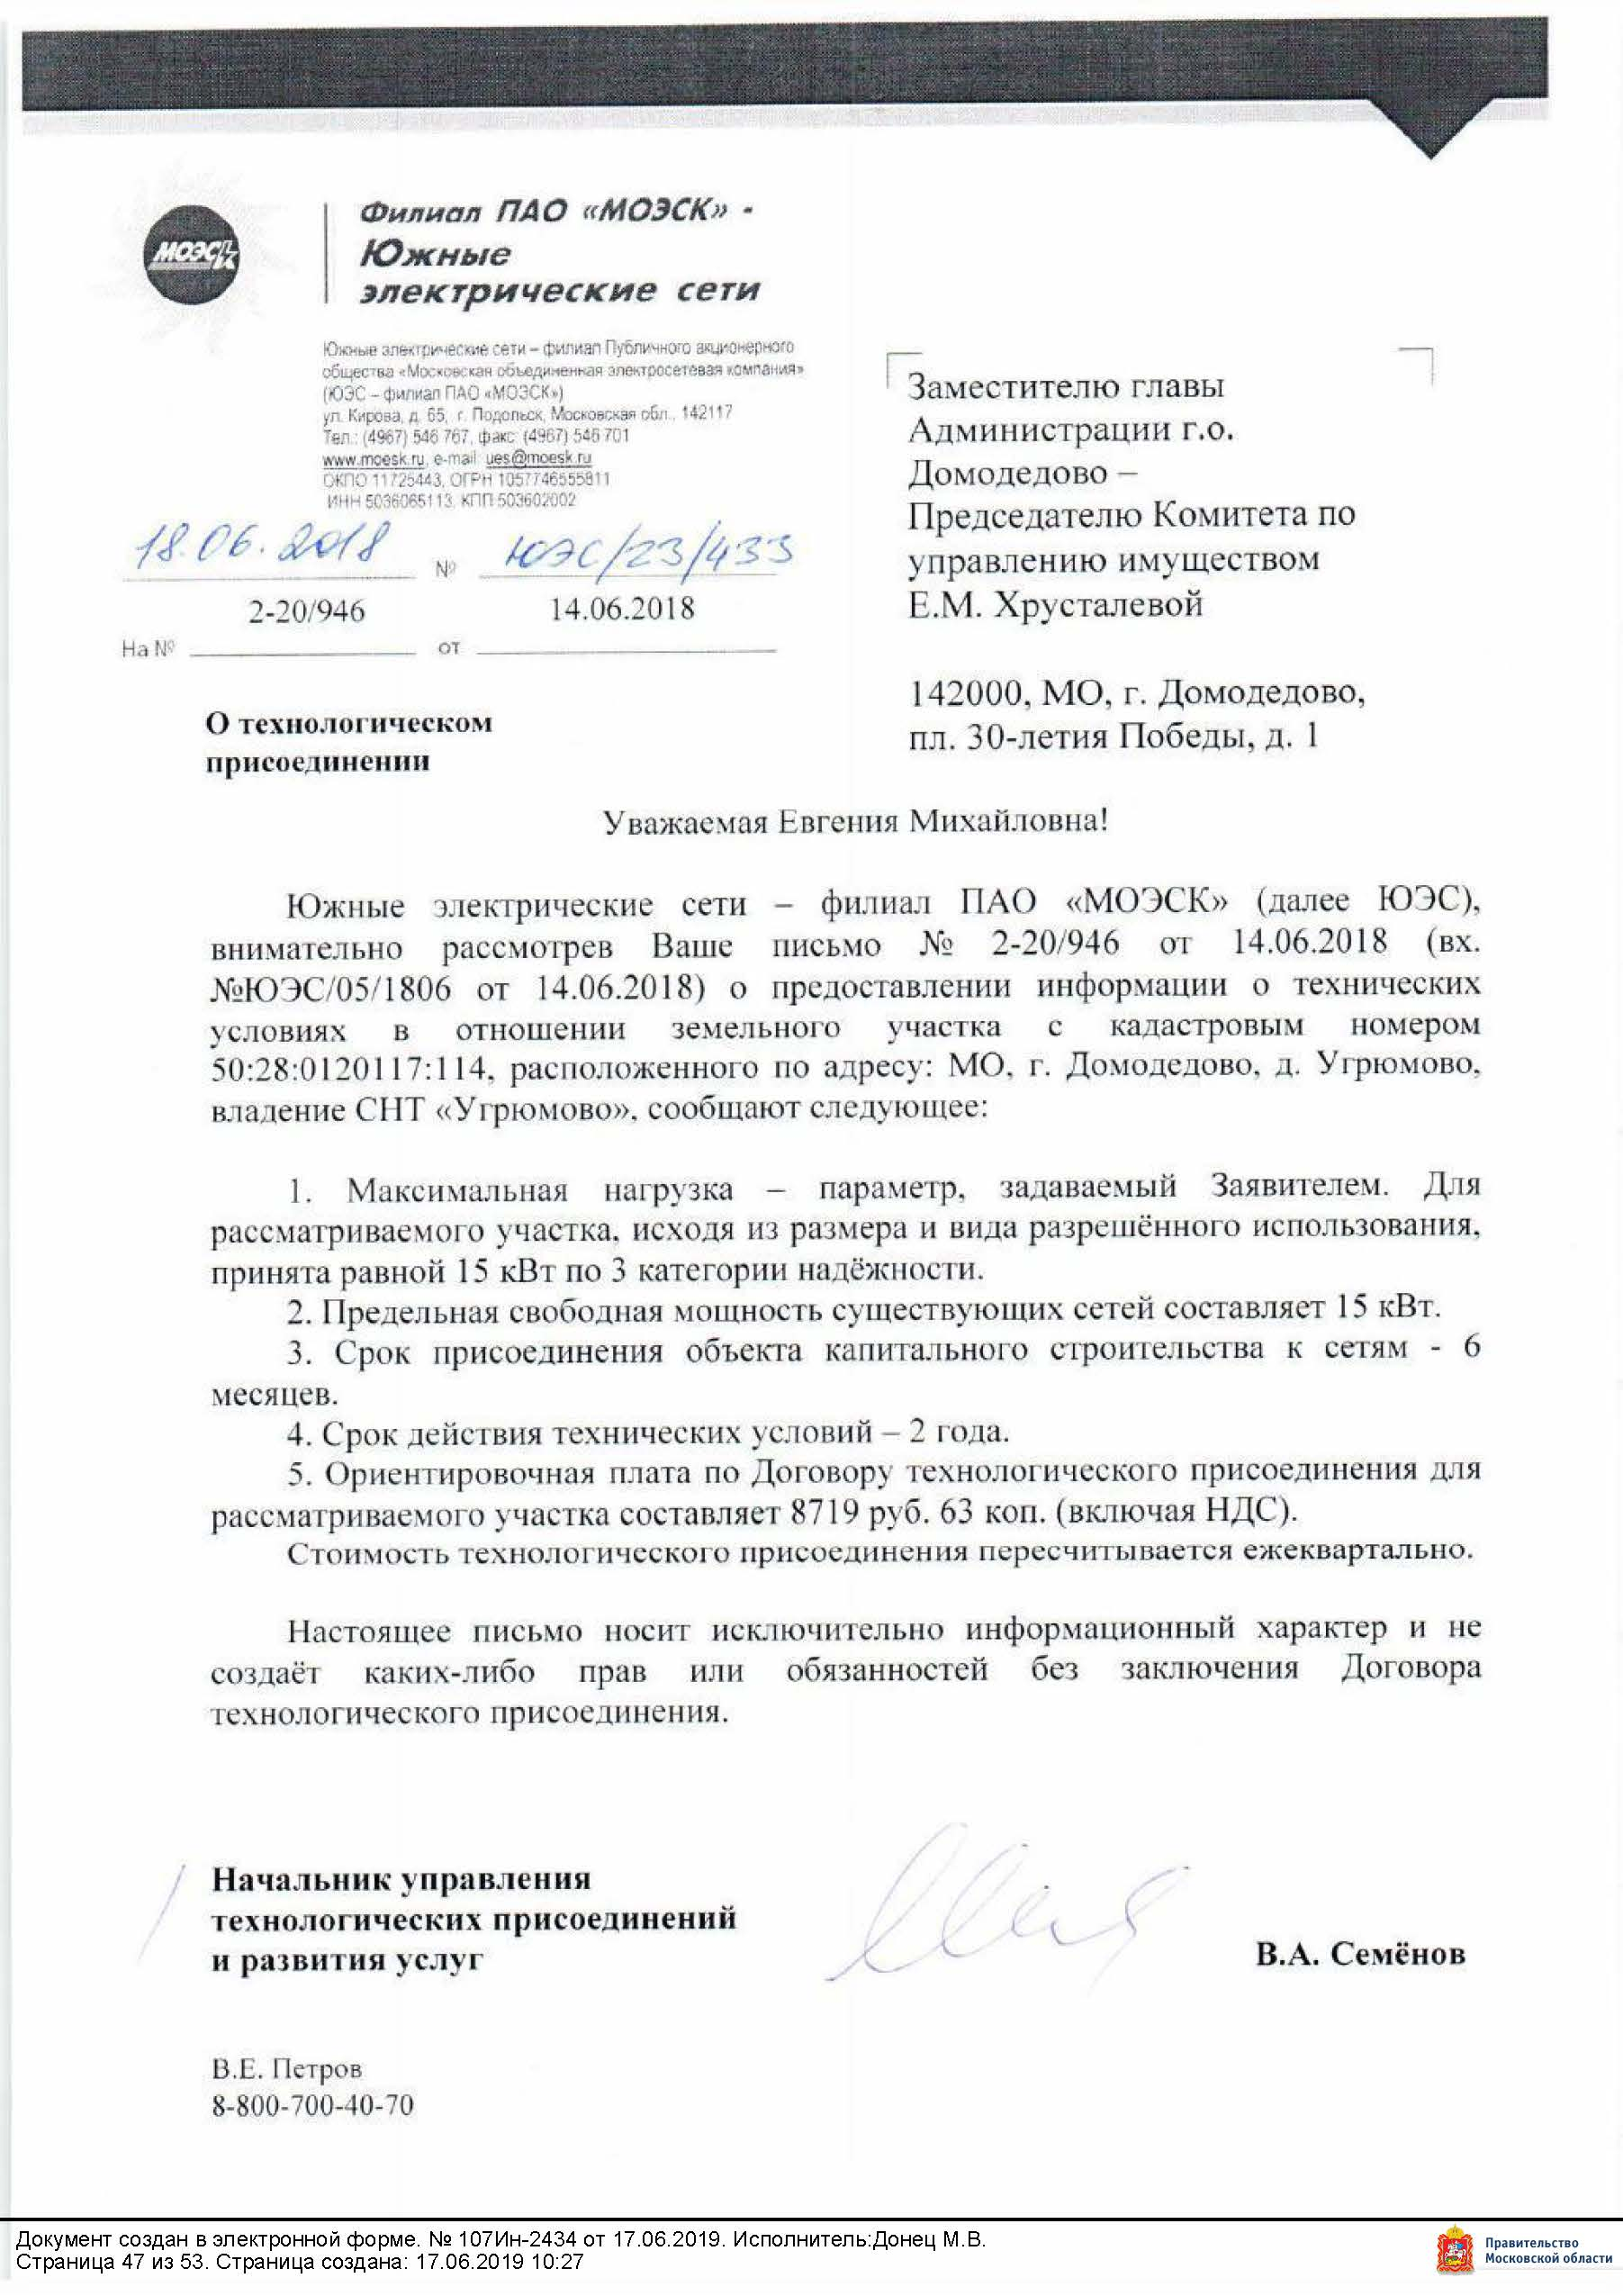 МОЭСК
Филиал ПАО «МОЭСК» -
Южные
электрические сети
Южные электрические сети – филиал Публичного акционерного
общества «Московская объединенная электросетевая компания»
(ЮЭС – филиал ПАО «МОЭСК»)
ул. Кирова, д. 65, г. Подольск, Московская обл., 142117
Тел.: (4967) 546 767, факс: (4967) 546 701
www.moesk.ru, e-mail: ues@moesk.ru
ОКПО 11725443, ОГРН 1057746555811
ИНН 5036065113, КПП 503602002
18.06.2018 № ЮЭС/23/433
2-20/946 14.06.2018
На № от
Заместителю главы
Администрации г.о.
Домодедово –
Председателю Комитета по
управлению имуществом
Е.М. Хрусталевой
142000, МО, г. Домодедово,
пл. 30-летия Победы, д. 1
О технологическом
присоединении
Уважаемая Евгения Михайловна!
Южные электрические сети – филиал ПАО «МОЭСК» (далее ЮЭС),
внимательно рассмотрев Ваше письмо № 2-20/946 от 14.06.2018 (вх.
№ЮЭС/05/1806 от 14.06.2018) о предоставлении информации о технических
условиях в отношении земельного участка с кадастровым номером
50:28:0120117:114, расположенного по адресу: МО, г. Домодедово, д. Угрюмово,
владение СНТ «Угрюмово», сообщают следующее:
1. Максимальная нагрузка – параметр, задаваемый Заявителем. Для
рассматриваемого участка, исходя из размера и вида разрешённого использования,
принята равной 15 кВт по 3 категории надёжности.
2. Предельная свободная мощность существующих сетей составляет 15 кВт.
3. Срок присоединения объекта капитального строительства к сетям - 6
месяцев.
4. Срок действия технических условий – 2 года.
5. Ориентировочная плата по Договору технологического присоединения для
рассматриваемого участка составляет 8719 руб. 63 коп. (включая НДС).
Стоимость технологического присоединения пересчитывается ежеквартально.
Настоящее письмо носит исключительно информационный характер и не
создаёт каких-либо прав или обязанностей без заключения Договора
технологического присоединения.
Начальник управления
технологических присоединений
и развития услуг
В.А. Семёнов
В.Е. Петров
8-800-700-40-70
Документ создан в электронной форме. № 107Ин-2434 от 17.06.2019. Исполнитель:Донец М.В.
Страница 47 из 53. Страница создана: 17.06.2019 10:27
Правительство
Московской области